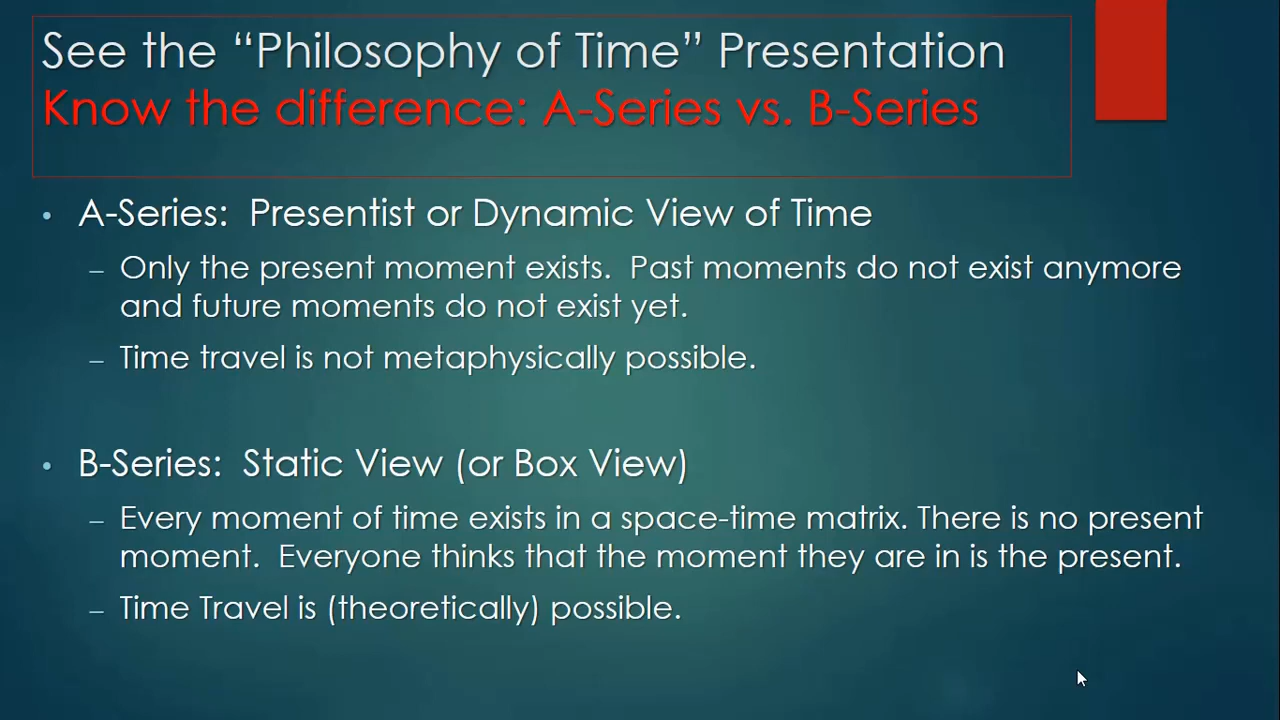 See the “Philosophy of Time” Presentation
Know the difference: A-Series vs. B-Series
• A-Series:  Presentist or Dynamic View of Time
– Only the present moment exists.  Past moments do not exist anymore
and future moments do not exist yet.
– Time travel is not metaphysically possible.
• B-Series:  Static View (or Box View)
– Every moment of time exists in a space-time matrix. There is no present
moment.  Everyone thinks that the moment they are in is the present.
– Time Travel is (theoretically) possible.